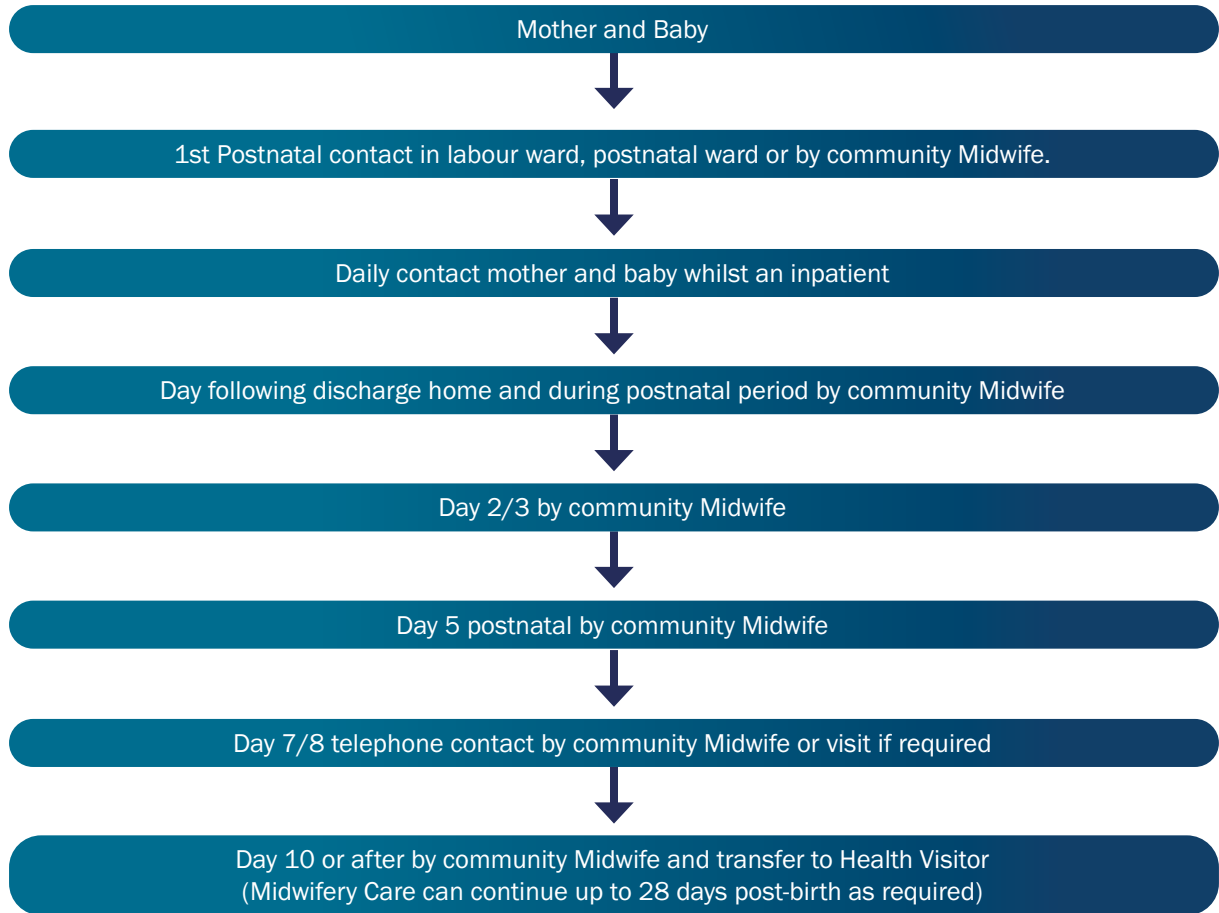 Mother and Baby
1st Postnatal contact in labour ward, postnatal ward or by community Midwife.
Daily contact mother and baby whilst an inpatient
Day following discharge home and during postnatal period by community Midwife
Day 2/3 by community Midwife
Day 5 postnatal by community Midwife
Day 7/8 telephone contact by community Midwife or visit if required
Day 10 or after by community Midwife and transfer to Health Visitor
(Midwifery Care can continue up to 28 days post-birth as required)